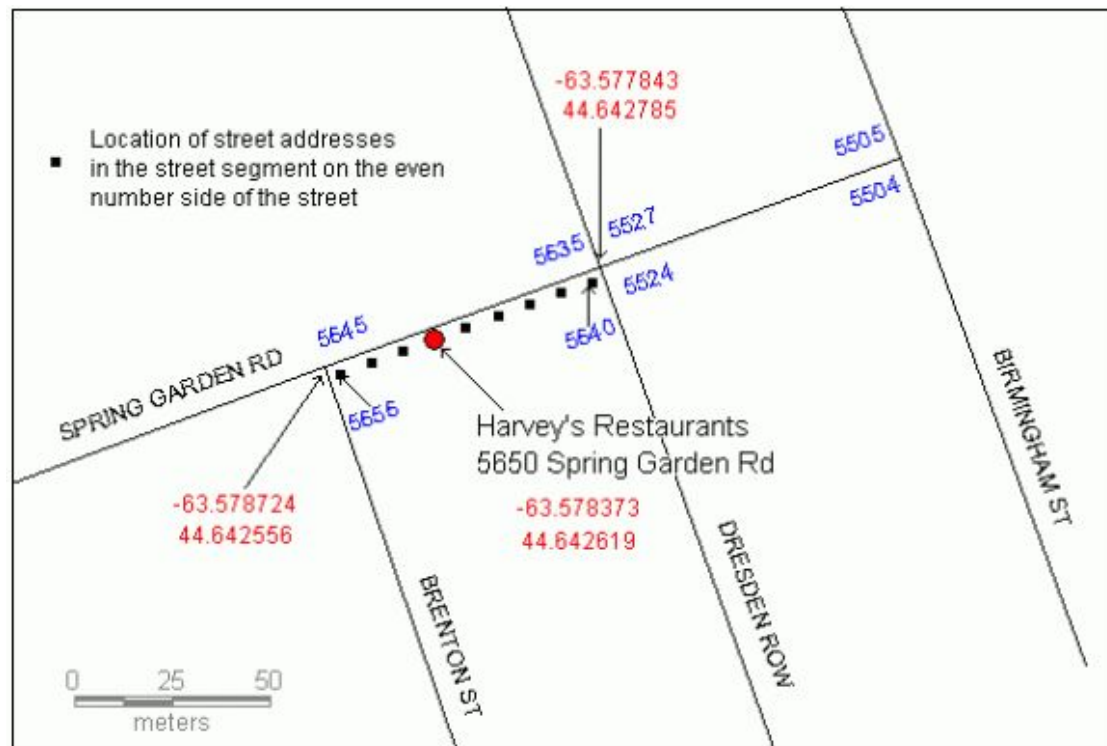 -63.577843
44.642785
Location of street addresses
in the street segment on the even
number side of the street
5505
5504
5635
5527
5524
5645
5640
SPRING GARDEN RD
5656
Harvey's Restaurants
5650 Spring Garden Rd
BIRMINGHAM ST
-63.578724
44.642556
-63.578373
44.642619
BRENTON ST
DRESDEN ROW
0 25 50
meters